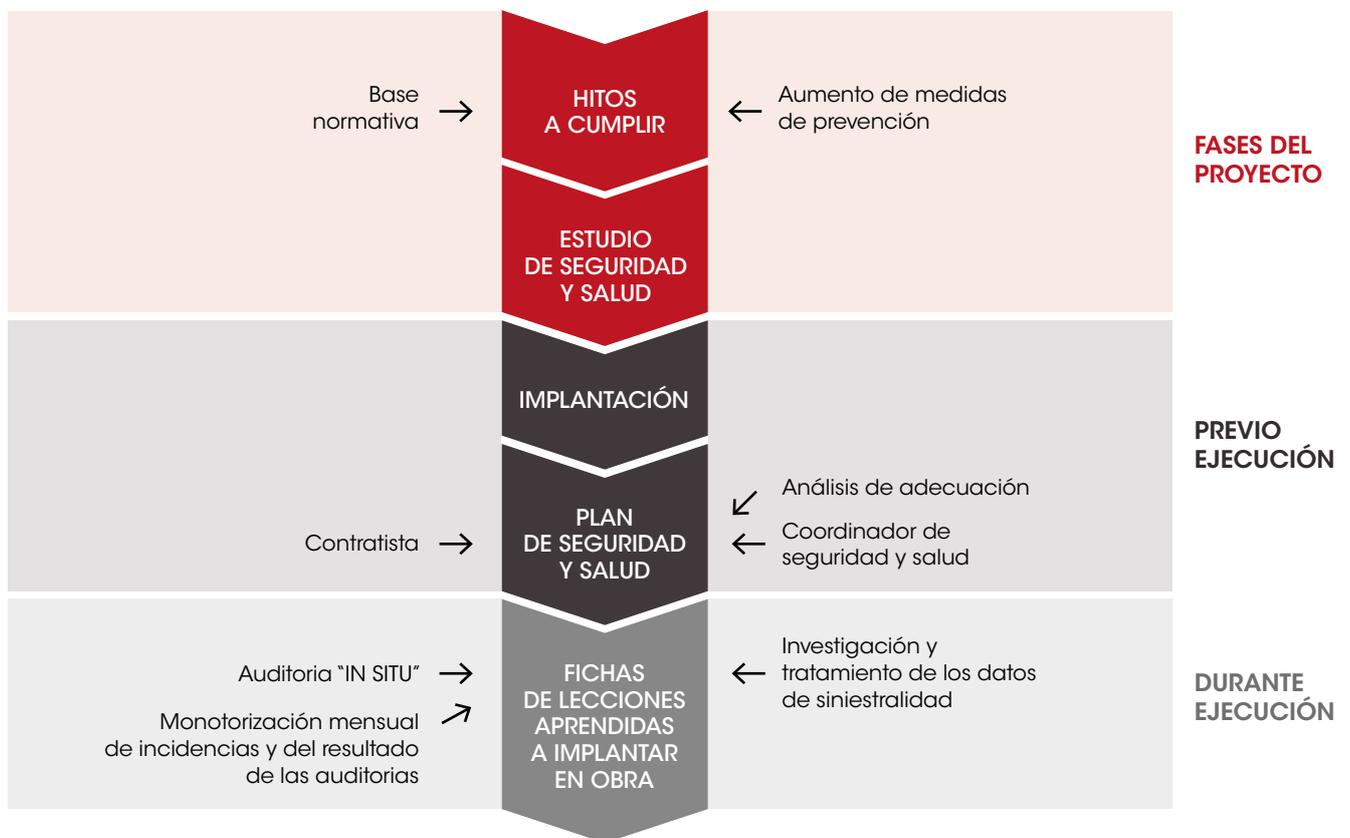 Base
normativa
HITOS
A CUMPLIR
Aumento de medidas
de prevención
FASES DEL
PROYECTO
ESTUDIO
DE SEGURIDAD
Y SALUD
IMPLANTACIÓN
PREVIO
EJECUCIÓN
Contratista
PLAN
DE SEGURIDAD
Y SALUD
Análisis de adecuación
Coordinador de
seguridad y salud
Auditoria “IN SITU”
Monotorización mensual
de incidencias y del resultado
de las auditorias
FICHAS
DE LECCIONES
APRENDIDAS
A IMPLANTAR
EN OBRA
Investigación y
tratamiento de los datos
de siniestralidad
DURANTE
EJECUCIÓN